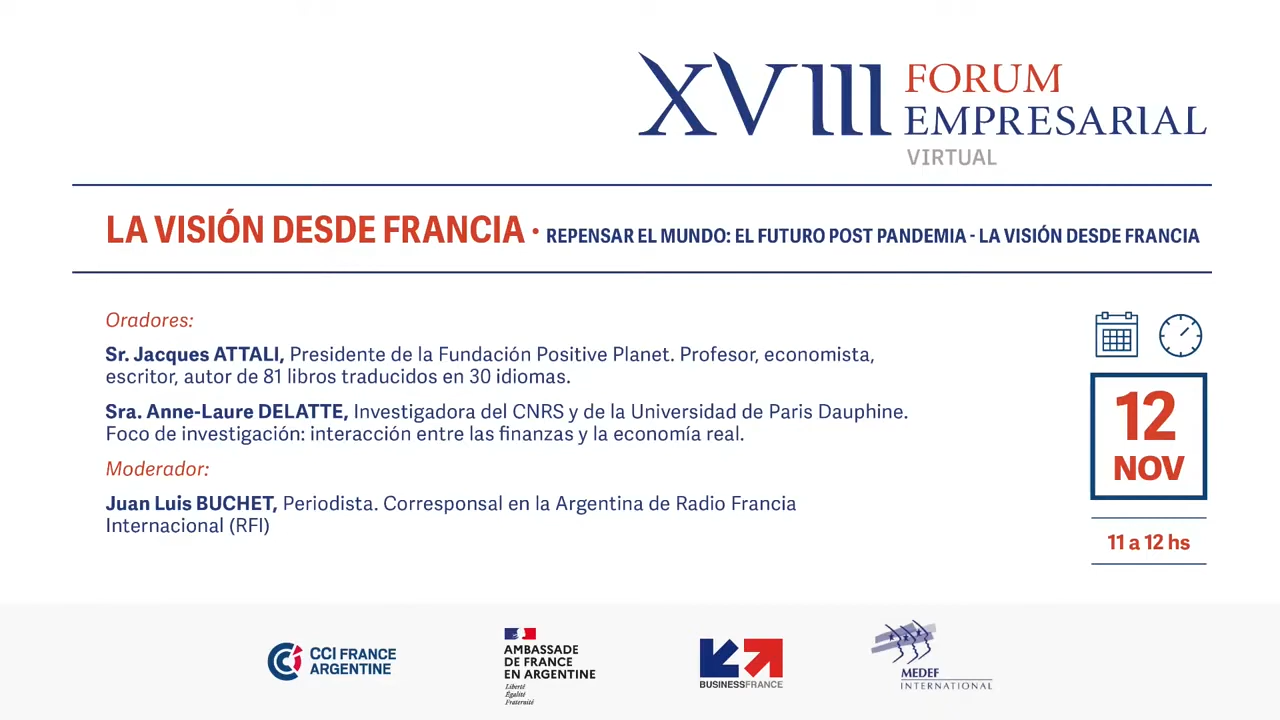 XVIII FORUM
EMPRESARIAL
VIRTUAL
LA VISIÓN DESDE FRANCIA · REPENSAR EL MUNDO: EL FUTURO POST PANDEMIA - LA VISIÓN DESDE FRANCIA
Oradores:
Sr. Jacques ATTALI, Presidente de la Fundación Positive Planet. Profesor, economista,
escritor, autor de 81 libros traducidos en 30 idiomas.
Sra. Anne-Laure DELATTE, Investigadora del CNRS y de la Universidad de Paris Dauphine.
Foco de investigación: interacción entre las finanzas y la economía real.
Moderador:
Juan Luis BUCHET, Periodista. Corresponsal en la Argentina de Radio Francia
Internacional (RFI)
12
NOV
11 a 12 hs
CCI FRANCE
ARGENTINE
AMBASSADE
DE FRANCE
EN ARGENTINE
Liberté
Égalité
Fraternité
BUSINESSFRANCE
MEDEF
INTERNATIONAL